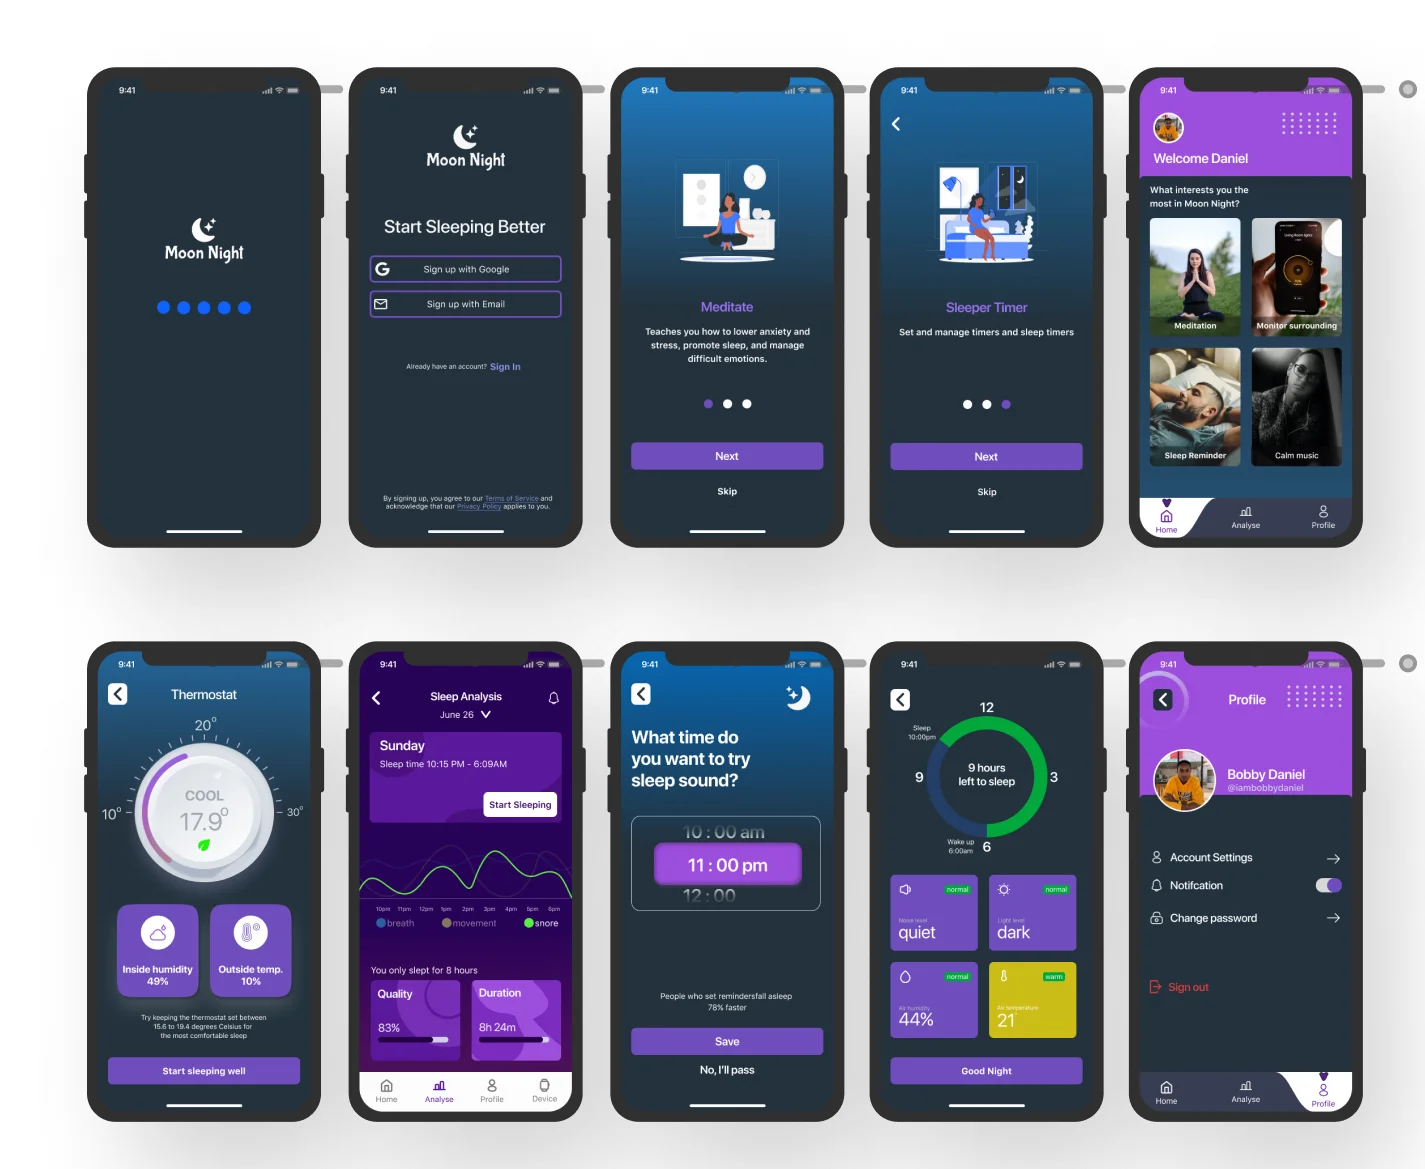 9:41
Moon Night
9:41
Moon Night
Start Sleeping Better
Sign up with Google
Sign up with Email
Already have an account? Sign In
By signing up, you agree to our Terms of Service and
acknowledge that our Privacy Policy applies to you.
9:41
Meditate
Teaches you how to lower anxiety and
stress, promote sleep, and manage
difficult emotions.
Next
Skip
9:41
Sleeper Timer
Set and manage timers and sleep timers
Next
Skip
9:41
Welcome Daniel
What interests you the
most in Moon Night?
Meditation
Living Room lights
Monitor surrounding
Sleep Reminder
Calm music
Home
Analyse
Profile
9:41
Thermostat
20°
10°
30°
COOL
17.9°
Inside humidity
49%
Outside temp.
10%
Try keeping the thermostat set between
15.6 to 19.4 degrees Celsius for
the most comfortable sleep
Start sleeping well
9:41
Sleep Analysis
June 26
Sunday
Sleep time 10:15 PM - 6:09AM
Start Sleeping
10pm 11pm 12pm 1pm 2pm 3pm 4pm 5pm 6pm
breath
movement
snore
You only slept for 8 hours
Quality
83%
Duration
8h 24m
Home
Analyse
Profile
Device
9:41
What time do
you want to try
sleep sound?
10 : 00 am
11 : 00 pm
12 : 00
People who set remindersfall asleep
78% faster
Save
No, I'll pass
9:41
12
Sleep
10:00pm
9
3
9 hours
left to sleep
Wake up
6:00am
6
normal
Noise level
quiet
normal
Light level
dark
normal
Air humidity
44%
warm
Air temperature
21
Good Night
9:41
Profile
Bobby Daniel
@iambobbydaniel
Account Settings
Notifcation
Change password
Sign out
Home
Analyse
Profile